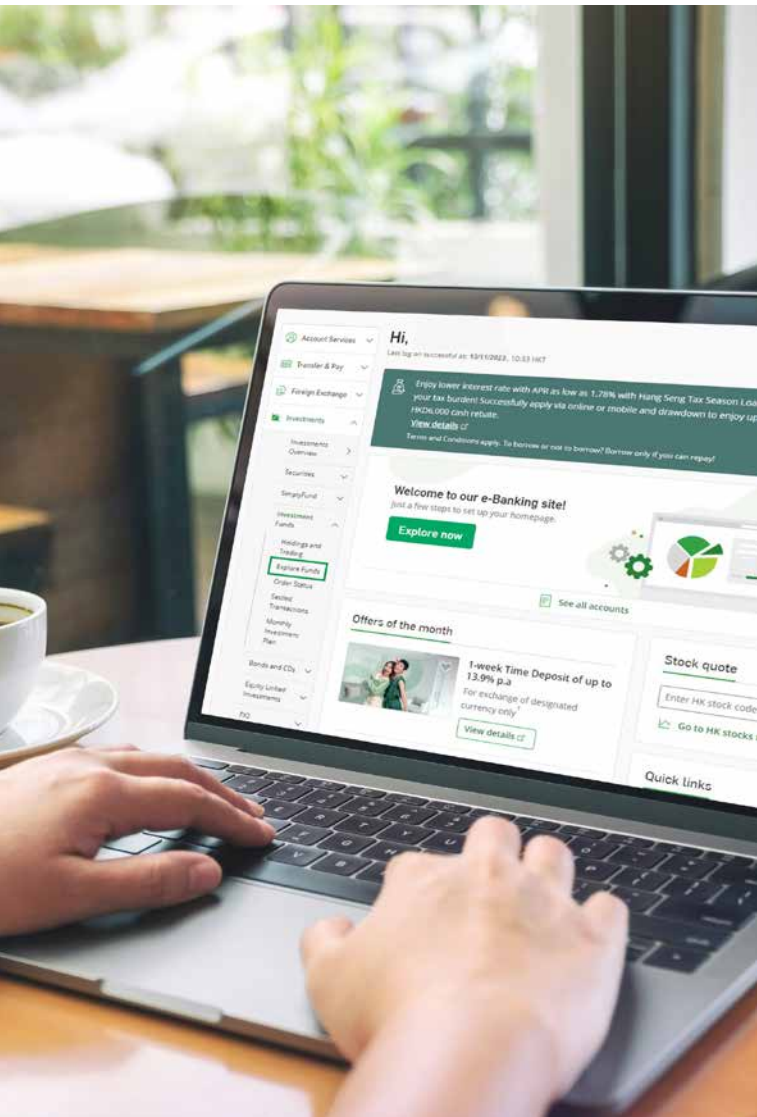 Account Services
Transfer & Pay
Foreign Exchange
Investments
Investments
Overview
Securities
SimplyFund
Investment
Funds
Holdings and
Trading
Explore Funds
Order Status
Settled
Transactions
Monthly
Investment
Plan
Bonds and CDs
Equity Linked
Investments
Hi,
Last log on successful at: 10/11/2023, 10:33 HKT
Enjoy lower interest rate with APR as low as 1.78% with Hang Seng Tax Season Loa
your tax burden! Successfully apply via online or mobile and drawdown to enjoy up
HKD6,000 cash rebate.
View details
Terms and Conditions apply. To borrow or not to borrow? Borrow only if you can repay!
Welcome to our e-Banking site!
Just a few steps to set up your homepage.
Explore now
See all accounts
Offers of the month
1-week Time Deposit of up to
13.9% p.a
For exchange of designated
currency only
View details
Stock quote
Enter HK stock code
Go to HK stocks
Quick links